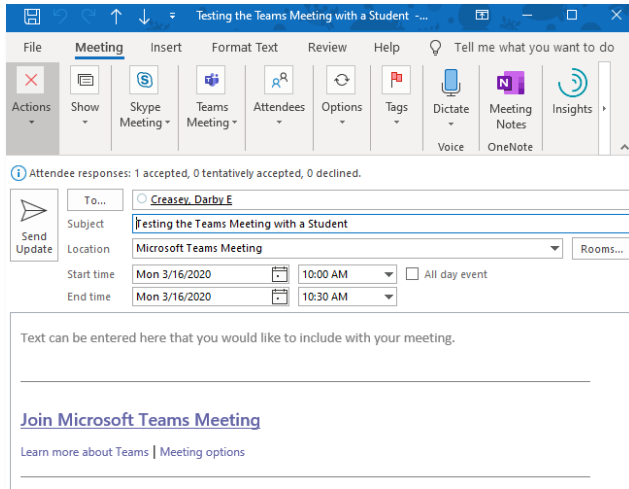 Testing the Teams Meeting with a Student -...
File Meeting Insert Format Text Review Help Tell me what you want to do
Actions Show Skype Meeting Teams Meeting Attendees Options Tags Dictate Meeting Notes Insights
Voice OneNote
Attendee responses: 1 accepted, 0 tentatively accepted, 0 declined.
To... Creasey, Darby E
Subject Testing the Teams Meeting with a Student
Send Update
Location Microsoft Teams Meeting Rooms...
Start time Mon 3/16/2020 10:00 AM All day event
End time Mon 3/16/2020 10:30 AM
Text can be entered here that you would like to include with your meeting.
Join Microsoft Teams Meeting
Learn more about Teams | Meeting options